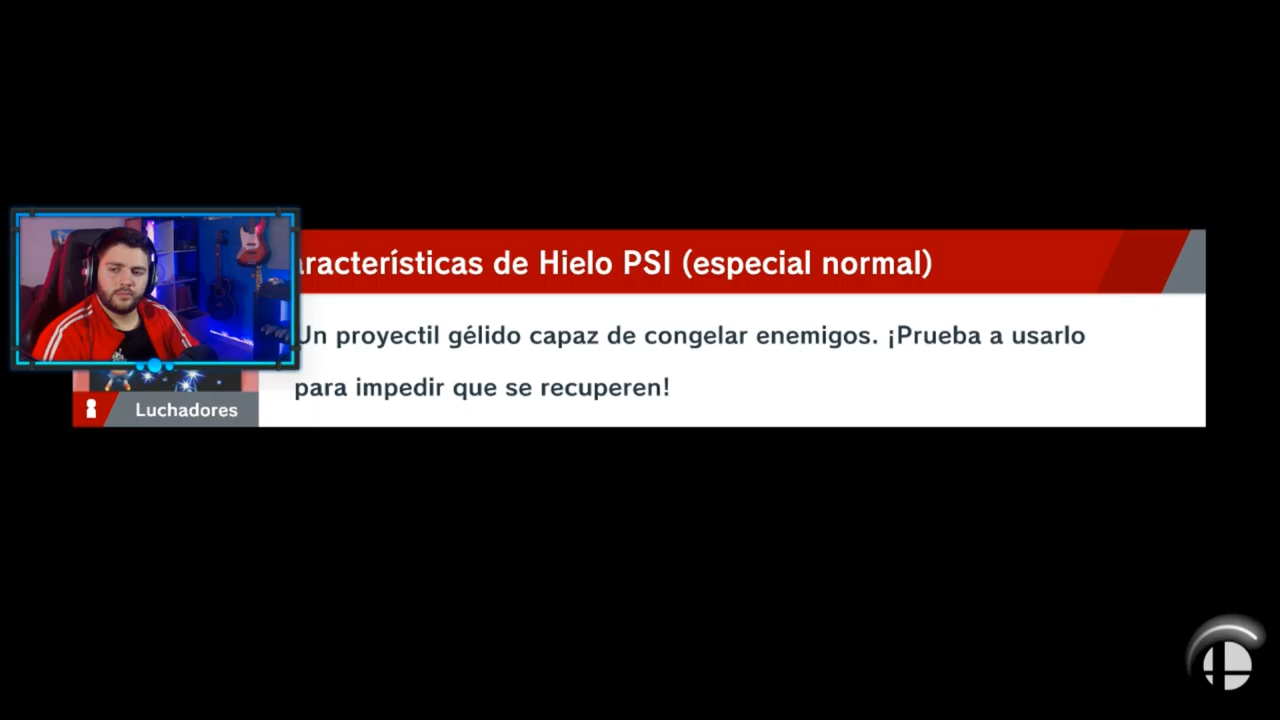 aracterísticas de Hielo PSI (especial normal)
Un proyectil gélido capaz de congelar enemigos. ¡Prueba a usarlo
para impedir que se recuperen!
Luchadores